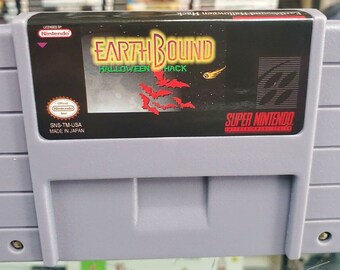 LICENSED BY
Nintendo
EARTHBOUND
HALLOWEEN HACK
SNS-TM-USA
MADE IN JAPAN
SUPER NINTENDO